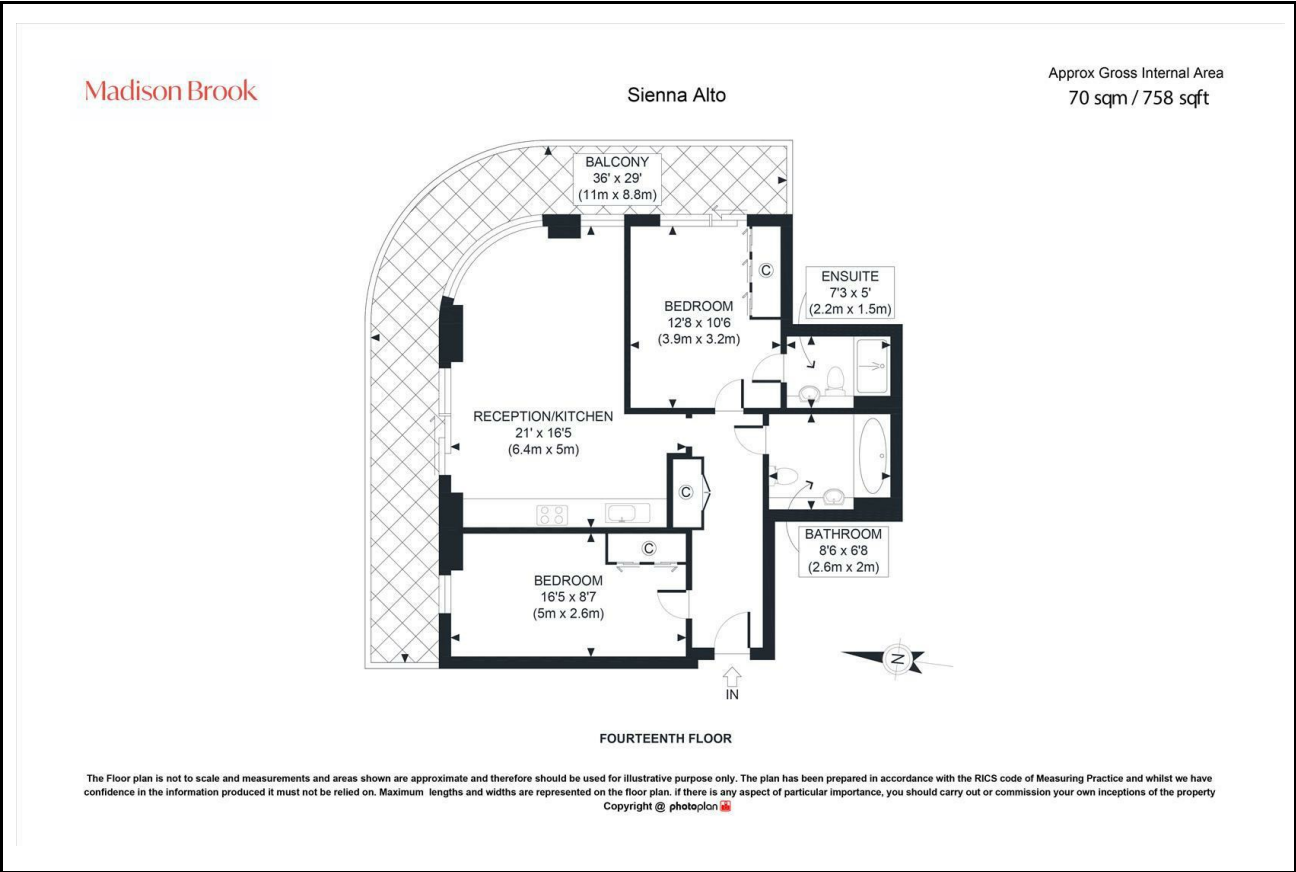 Madison Brook
Sienna Alto
Approx Gross Internal Area
70 sqm / 758 sqft
BALCONY
36' x 29'
(11m x 8.8m)
C
ENSUITE
7'3 x 5'
(2.2m x 1.5m)
BEDROOM
12'8 x 10'6
(3.9m x 3.2m)
RECEPTION/KITCHEN
21' x 16'5
(6.4m x 5m)
C
BATHROOM
8'6 x 6'8
(2.6m x 2m)
C
BEDROOM
16'5 x 8'7
(5m x 2.6m)
N
IN
FOURTEENTH FLOOR
The Floor plan is not to scale and measurements and areas shown are approximate and therefore should be used for illustrative purpose only. The plan has been prepared in accordance with the RICS code of Measuring Practice and whilst we have
confidence in the information produced it must not be relied on. Maximum lengths and widths are represented on the floor plan. if there is any aspect of particular importance, you should carry out or commission your own inceptions of the property
Copyright @ photoplan